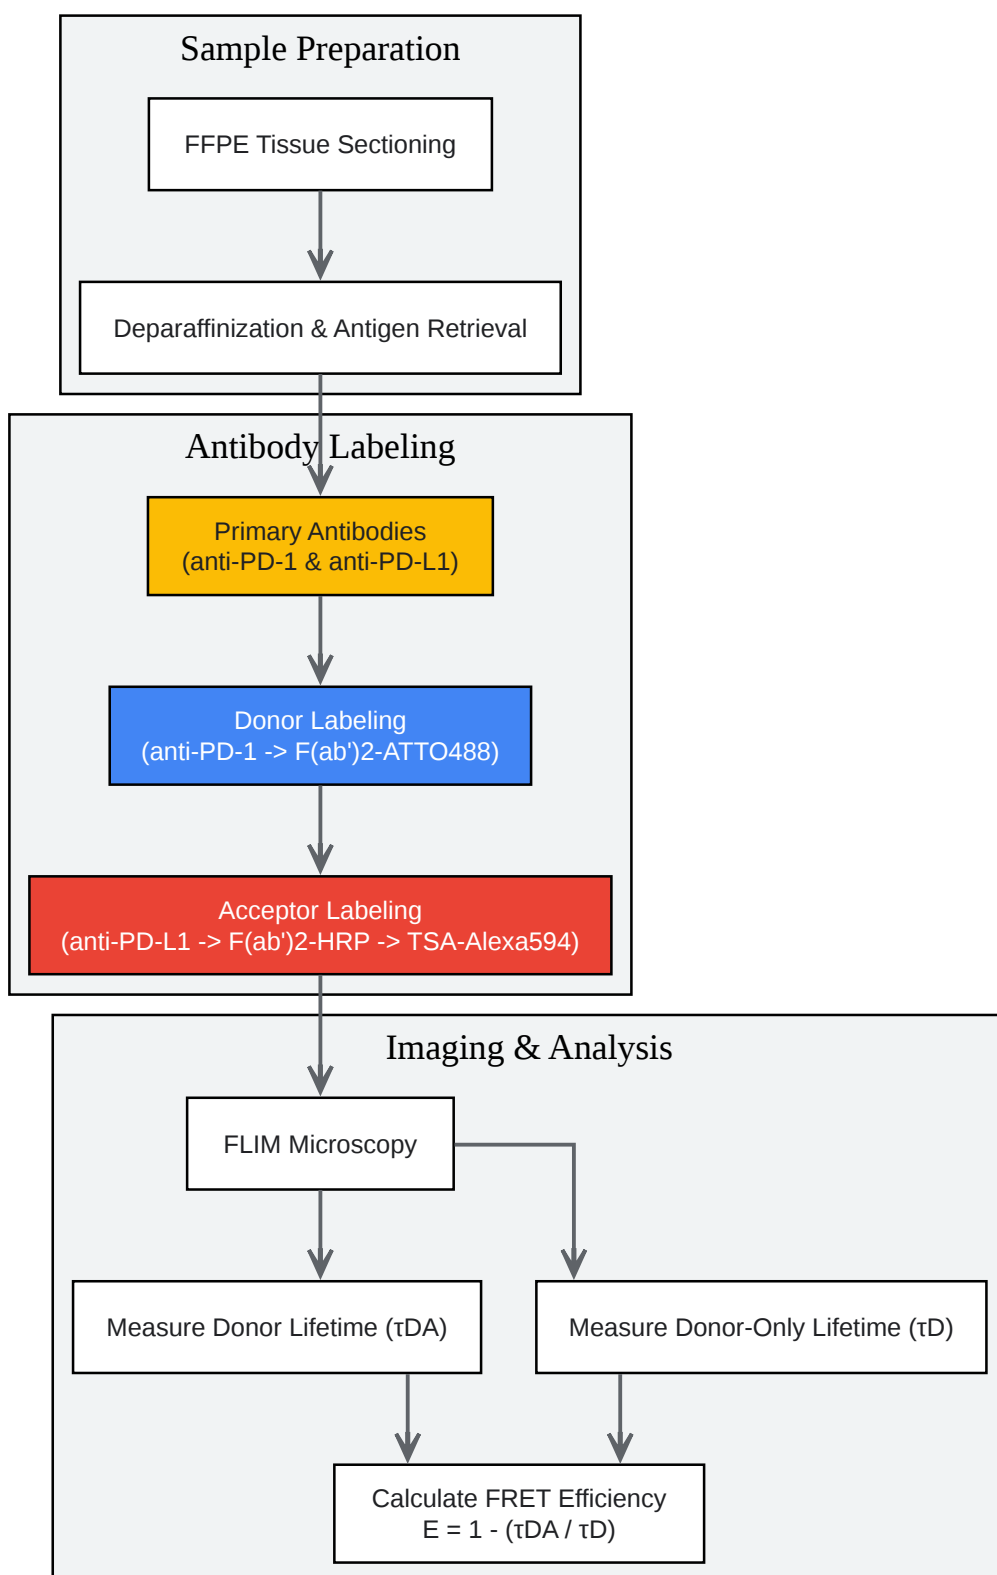 Sample Preparation
FFPE Tissue Sectioning
Deparaffinization & Antigen Retrieval
Antibody Labeling
Primary Antibodies
(anti-PD-1 & anti-PD-L1)
Donor Labeling
(anti-PD-1 -> F(ab')2-ATTO488)
Acceptor Labeling
(anti-PD-L1 -> F(ab')2-HRP -> TSA-Alexa594)
Imaging & Analysis
FLIM Microscopy
Measure Donor Lifetime (τDA)
Measure Donor-Only Lifetime (τD)
Calculate FRET Efficiency
E = 1 - (τDA / τD)